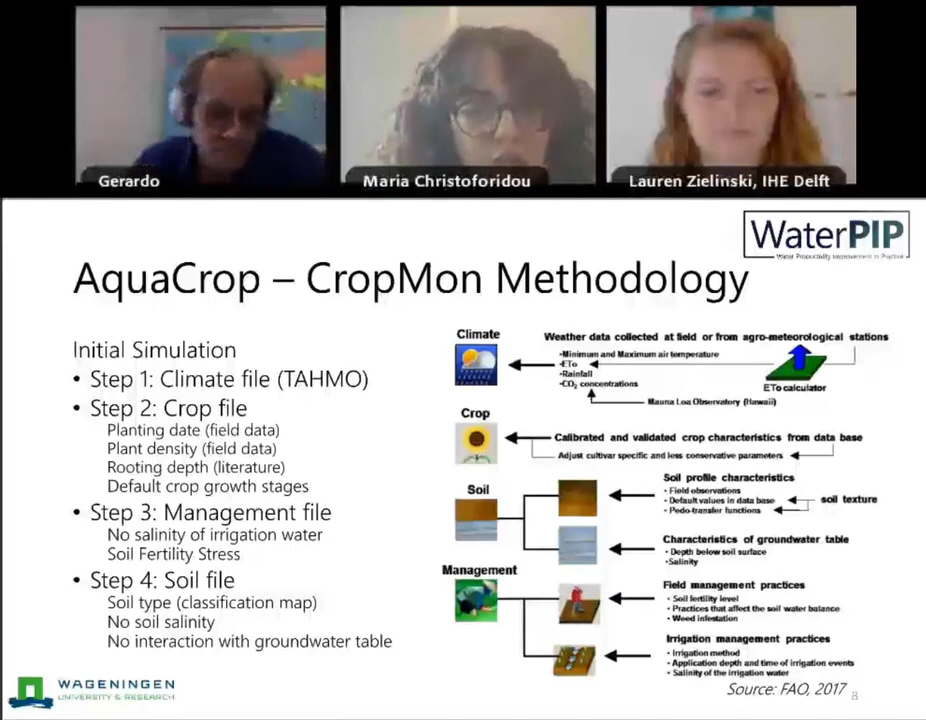 Gerardo
Maria Christoforidou
Lauren Zielinski, IHE Delft
WaterPIP
Water Productivity Improvement in Practice
AquaCrop – CropMon Methodology
Initial Simulation
• Step 1: Climate file (TAHMO)
• Step 2: Crop file
Planting date (field data)
Plant density (field data)
Rooting depth (literature)
Default crop growth stages
• Step 3: Management file
No salinity of irrigation water
Soil Fertility Stress
• Step 4: Soil file
Soil type (classification map)
No soil salinity
No interaction with groundwater table
Climate
Weather data collected at field or from agro-meteorological stations
•Minimum and Maximum air temperature
•ETo
•Rainfall
•CO₂ concentrations
ETo calculator
Mauna Loa Observatory (Hawaii)
Crop
Calibrated and validated crop characteristics from data base
Adjust cultivar specific and less conservative parameters
Soil
Soil profile characteristics
• Field observations
• Default values in data base
• Pedo-transfer functions
soil texture
Characteristics of groundwater table
• Depth below soil surface
•Salinity
Management
Field management practices
• Soil fertility level
• Practices that affect the soil water balance
• Weed infestation
Irrigation management practices
• Irrigation method
• Application depth and time of irrigation events
• Salinity of the irrigation water
Source: FAO, 2017
8
WAGENINGEN
UNIVERSITY & RESEARCH